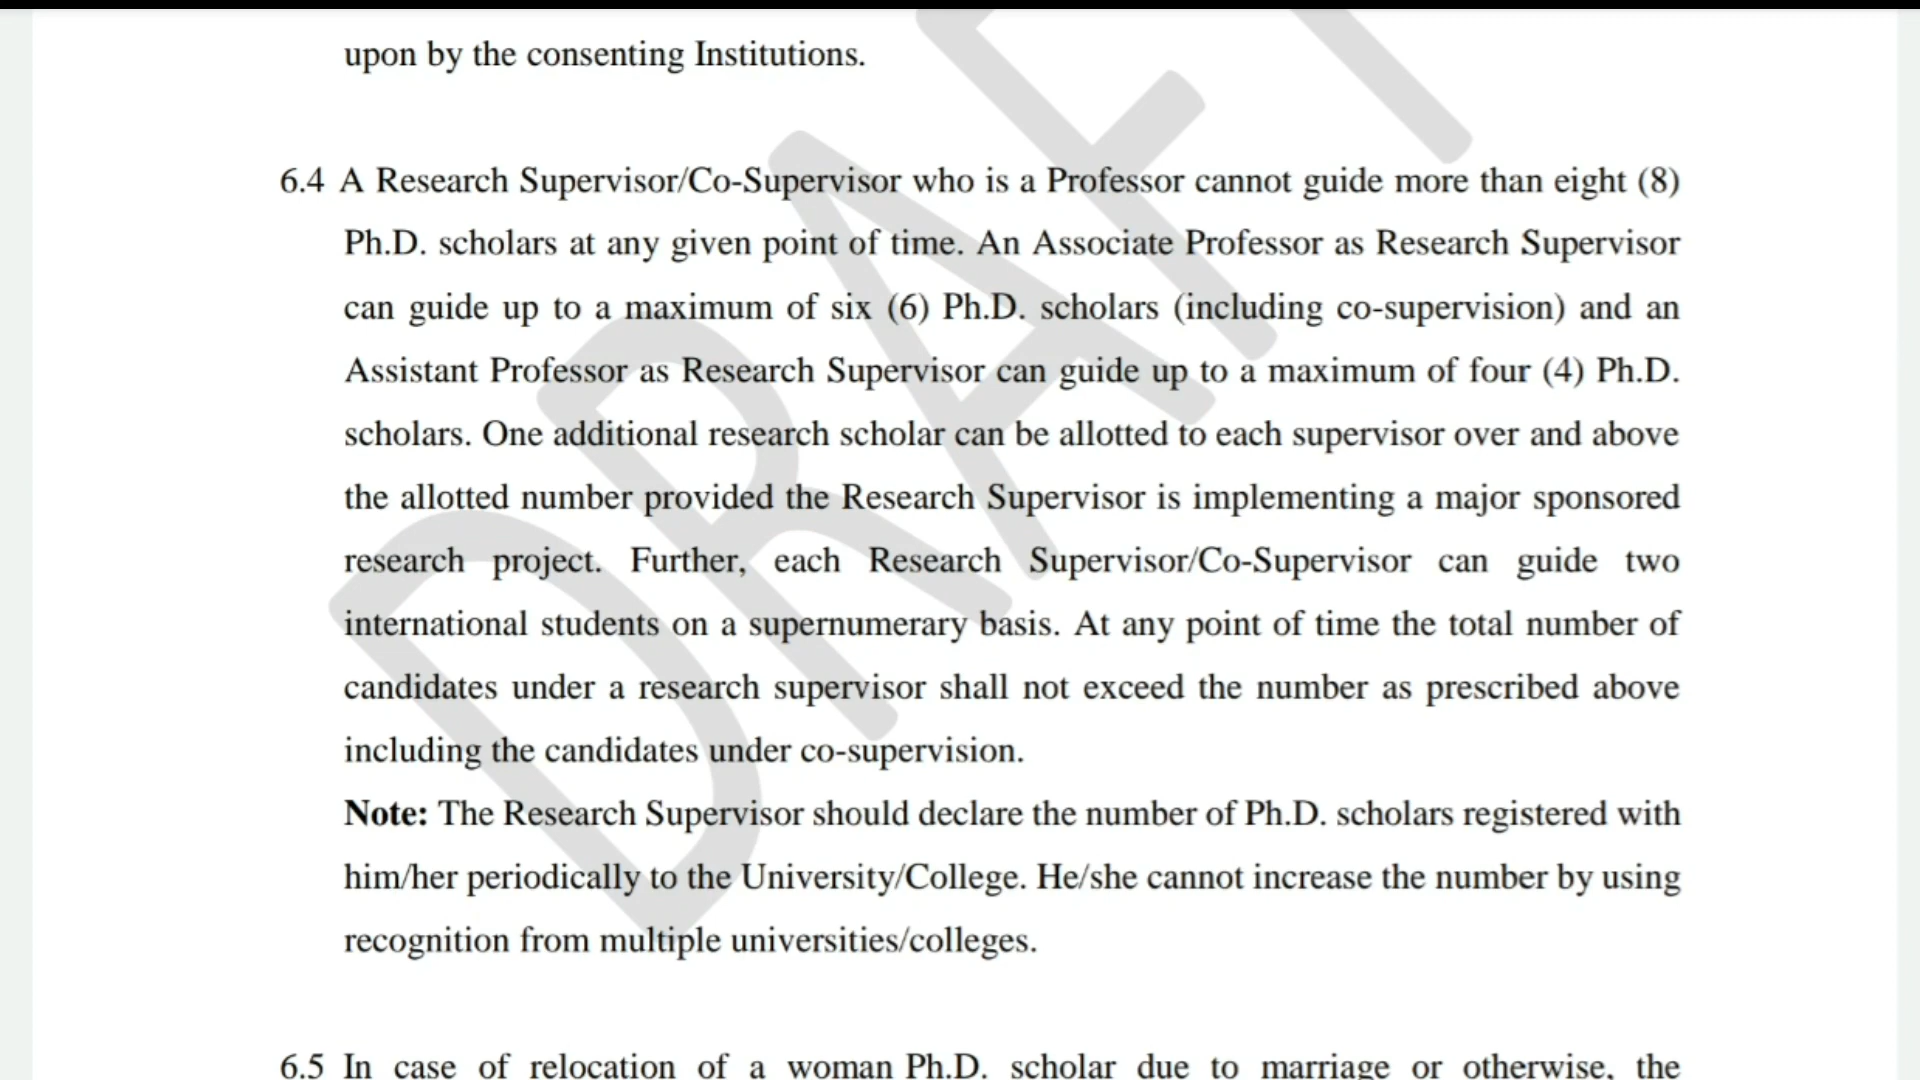 upon by the consenting Institutions.
6.4 A Research Supervisor/Co-Supervisor who is a Professor cannot guide more than eight (8)
Ph.D. scholars at any given point of time. An Associate Professor as Research Supervisor
can guide up to a maximum of six (6) Ph.D. scholars (including co-supervision) and an
Assistant Professor as Research Supervisor can guide up to a maximum of four (4) Ph.D.
scholars. One additional research scholar can be allotted to each supervisor over and above
the allotted number provided the Research Supervisor is implementing a major sponsored
research project. Further, each Research Supervisor/Co-Supervisor can guide two
international students on a supernumerary basis. At any point of time the total number of
candidates under a research supervisor shall not exceed the number as prescribed above
including the candidates under co-supervision.
Note: The Research Supervisor should declare the number of Ph.D. scholars registered with
him/her periodically to the University/College. He/she cannot increase the number by using
recognition from multiple universities/colleges.
6.5 In case of relocation of a woman Ph.D. scholar due to marriage or otherwise, the
DRAFT